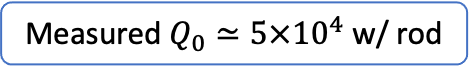 Measured Q₀ ≃ 5×10⁴ w/ rod